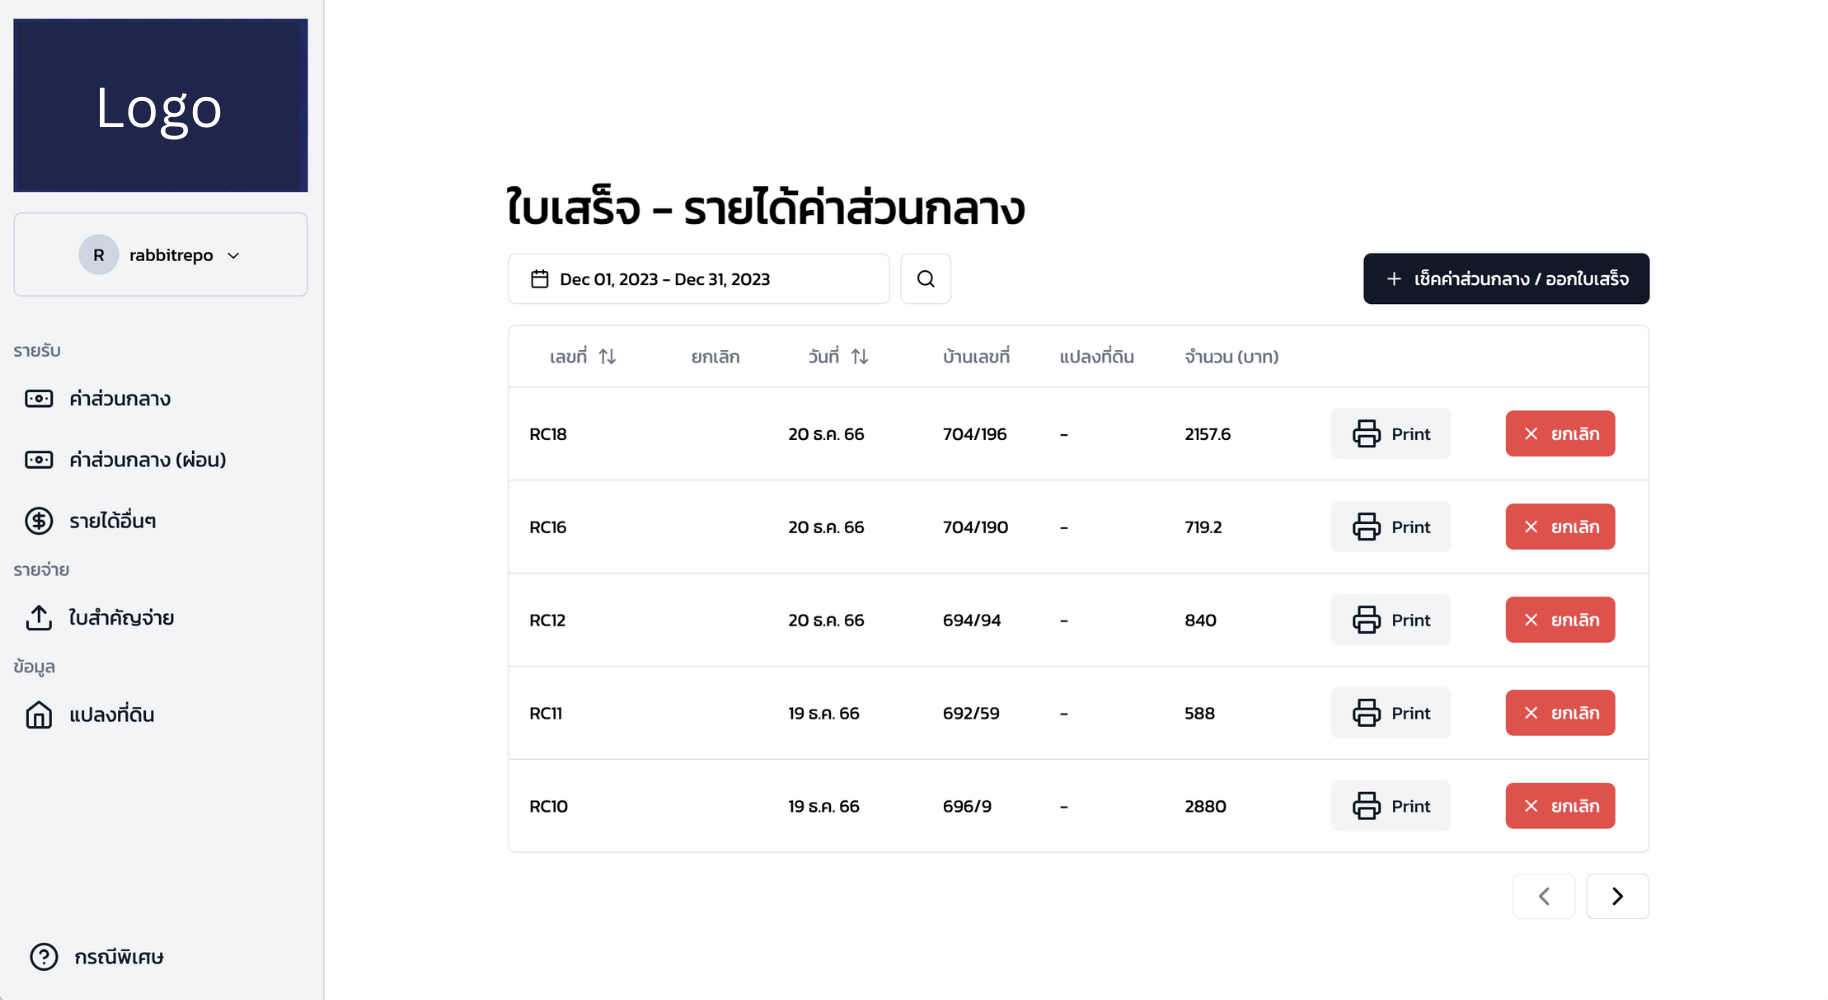 Logo
R rabbitrepo
รายรับ
ค่าส่วนกลาง
ค่าส่วนกลาง (ผ่อน)
รายได้อื่นๆ
รายจ่าย
ใบสำคัญจ่าย
ข้อมูล
แปลงที่ดิน
กรณีพิเศษ
ใบเสร็จ - รายได้ค่าส่วนกลาง
Dec 01, 2023 - Dec 31, 2023
เช็คค่าส่วนกลาง / ออกใบเสร็จ
เลขที่ ยกเลิก วันที่ บ้านเลขที่ แปลงที่ดิน จำนวน (บาท)
RC18 20 ธ.ค. 66 704/196 - 2157.6 Print ยกเลิก
RC16 20 ธ.ค. 66 704/190 - 719.2 Print ยกเลิก
RC12 20 ธ.ค. 66 694/94 - 840 Print ยกเลิก
RC11 19 ธ.ค. 66 692/59 - 588 Print ยกเลิก
RC10 19 ธ.ค. 66 696/9 - 2880 Print ยกเลิก